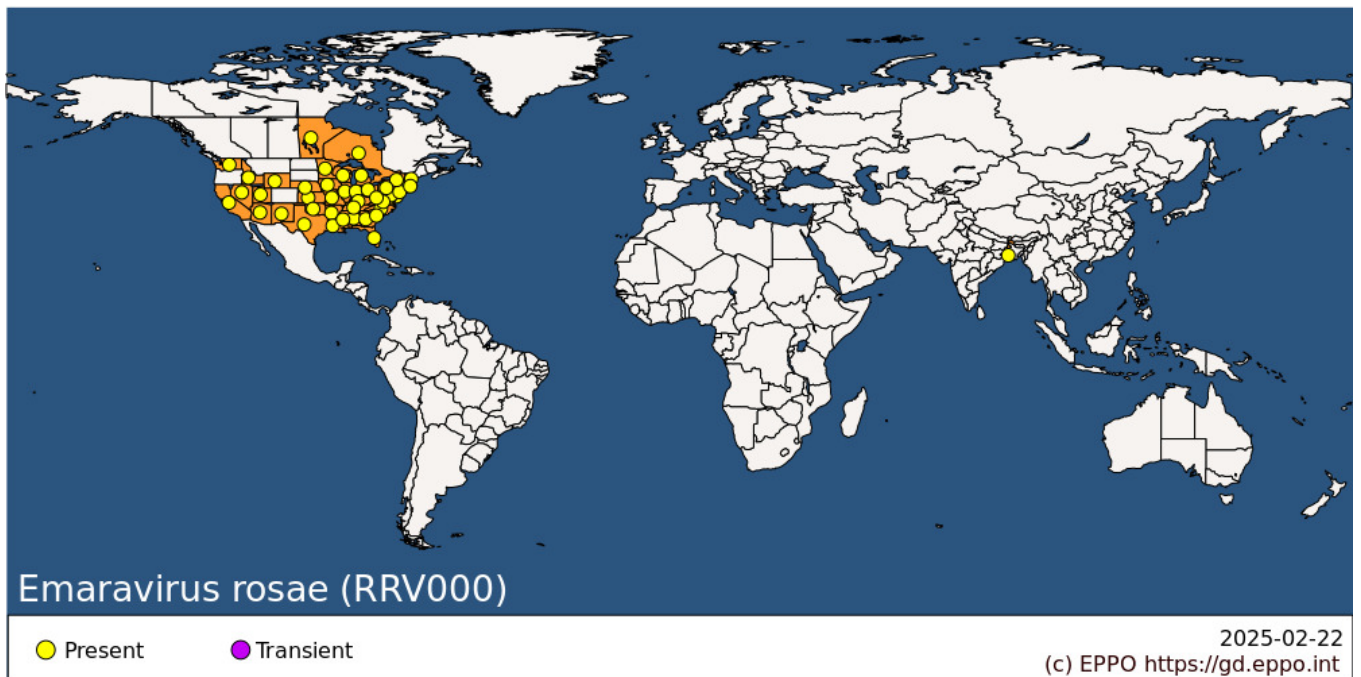 Emaravirus rosae (RRV000)
Present
Transient
2025-02-22
(c) EPPO https://gd.eppo.int